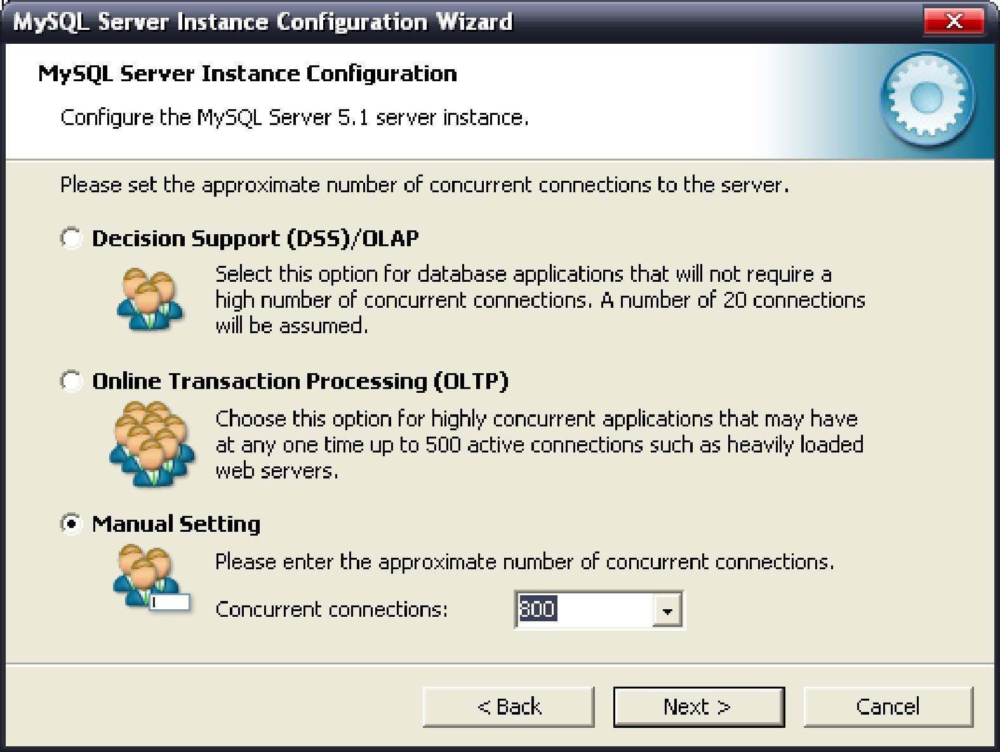 MySQL Server Instance Configuration Wizard
MySQL Server Instance Configuration
Configure the MySQL Server 5.1 server instance.
Please set the approximate number of concurrent connections to the server.
Decision Support (DSS)/OLAP
Select this option for database applications that will not require a
high number of concurrent connections. A number of 20 connections
will be assumed.
Online Transaction Processing (OLTP)
Choose this option for highly concurrent applications that may have
at any one time up to 500 active connections such as heavily loaded
web servers.
Manual Setting
Please enter the approximate number of concurrent connections.
Concurrent connections: 800
< Back Next > Cancel